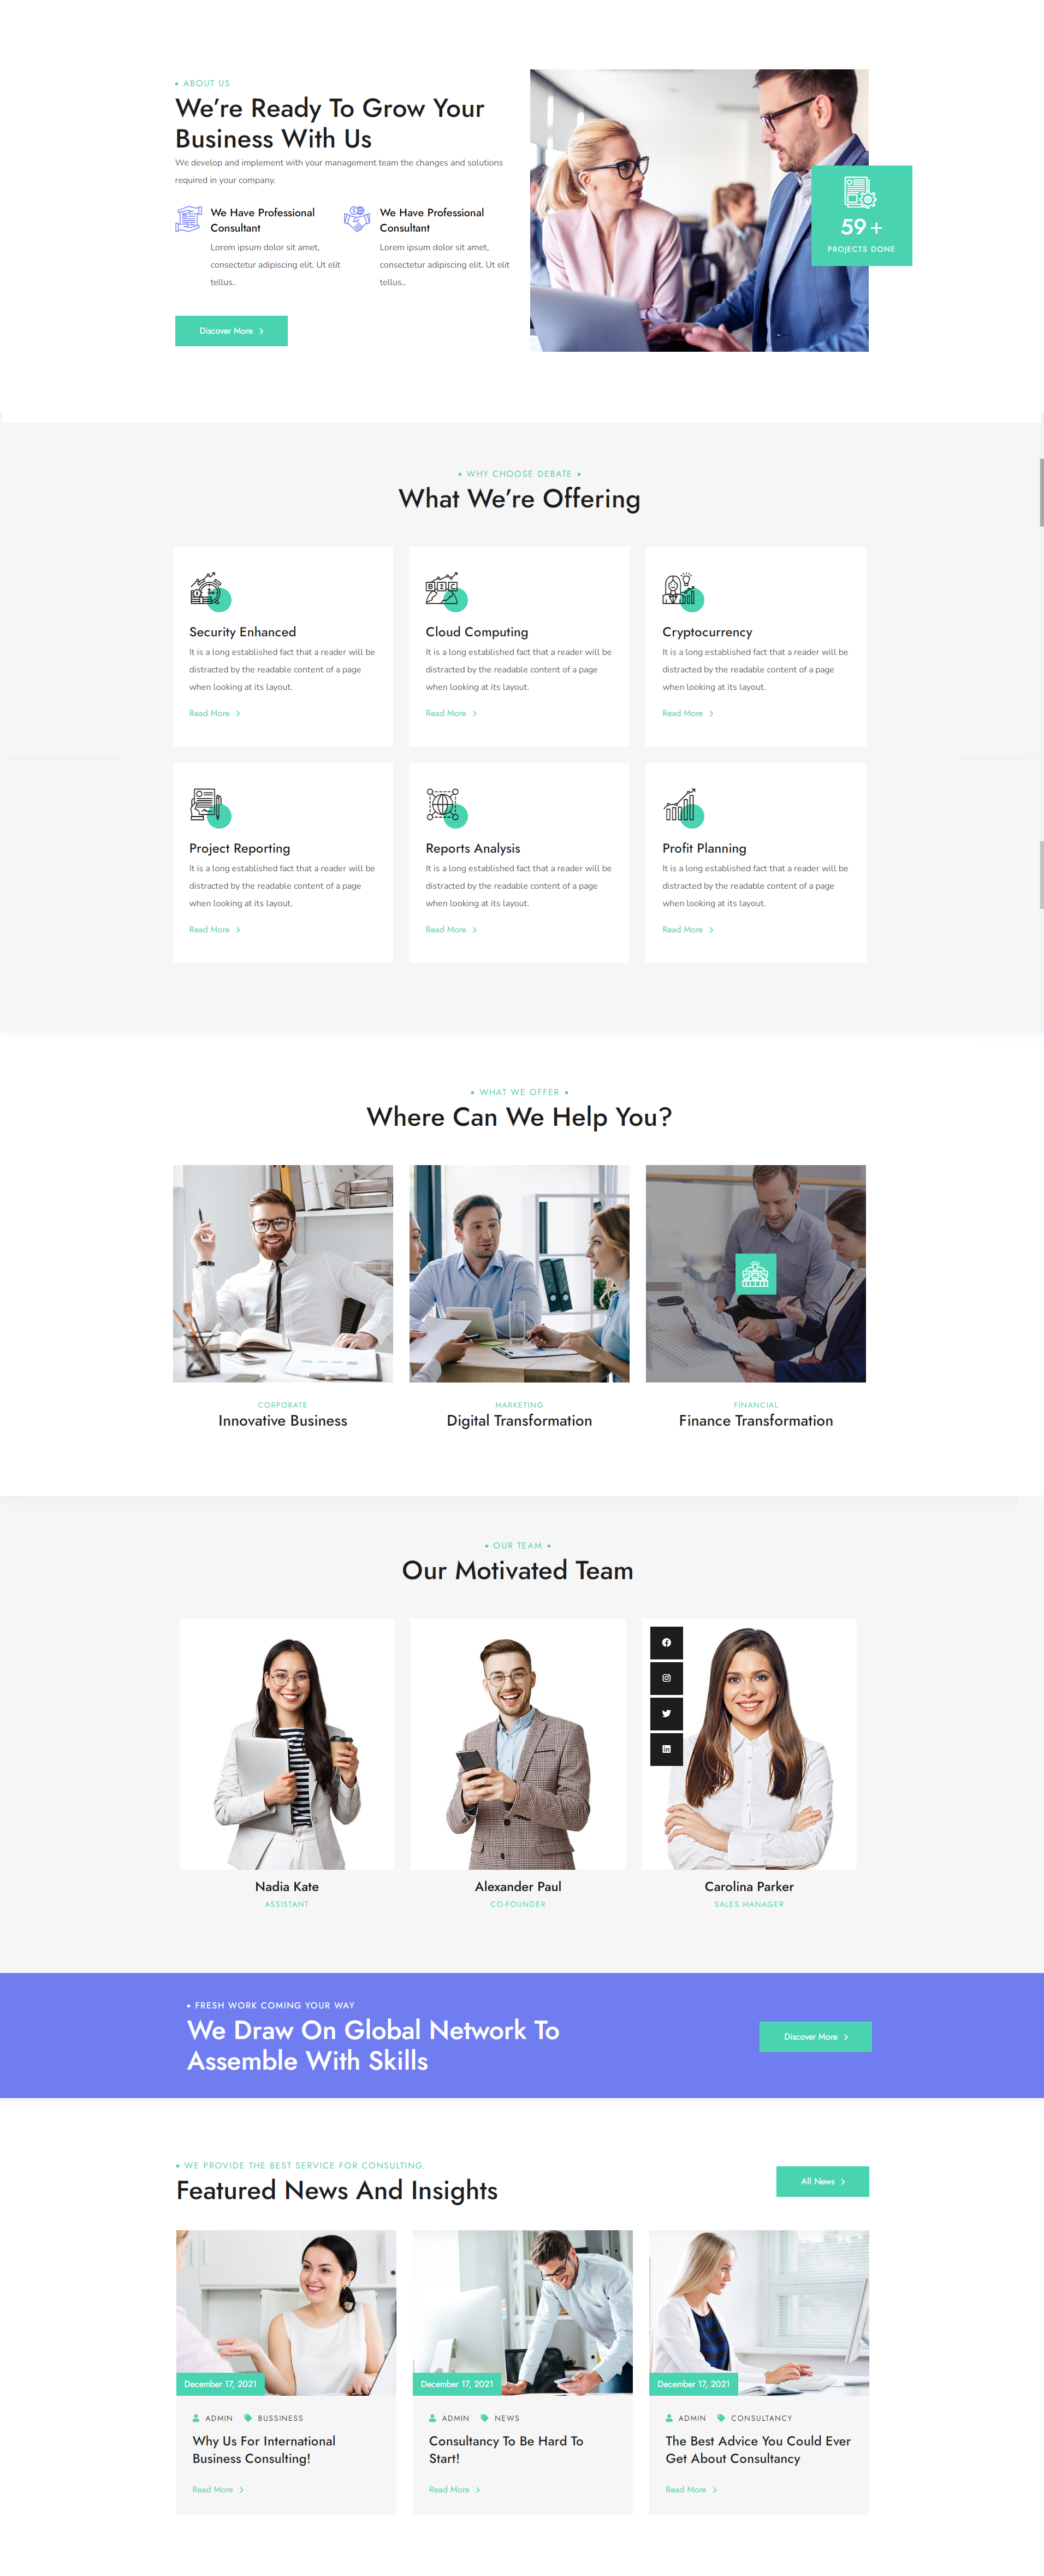 ABOUT US
We're Ready To Grow Your
Business With Us
We develop and implement with your management team the changes and solutions
required in your company.
We Have Professional
Consultant
Lorem ipsum dolor sit amet,
consectetur adipiscing elit. Ut elit
tellus..
We Have Professional
Consultant
Lorem ipsum dolor sit amet,
consectetur adipiscing elit. Ut elit
tellus..
Discover More
59 +
PROJECTS DONE
WHY CHOOSE DEBATE
What We're Offering
Security Enhanced
It is a long established fact that a reader will be
distracted by the readable content of a page
when looking at its layout.
Read More
Cloud Computing
It is a long established fact that a reader will be
distracted by the readable content of a page
when looking at its layout.
Read More
Cryptocurrency
It is a long established fact that a reader will be
distracted by the readable content of a page
when looking at its layout.
Read More
Project Reporting
It is a long established fact that a reader will be
distracted by the readable content of a page
when looking at its layout.
Read More
Reports Analysis
It is a long established fact that a reader will be
distracted by the readable content of a page
when looking at its layout.
Read More
Profit Planning
It is a long established fact that a reader will be
distracted by the readable content of a page
when looking at its layout.
Read More
WHAT WE OFFER
Where Can We Help You?
CORPORATE
Innovative Business
MARKETING
Digital Transformation
FINANCIAL
Finance Transformation
OUR TEAM
Our Motivated Team
Nadia Kate
ASSISTANT
Alexander Paul
CO-FOUNDER
Carolina Parker
SALES MANAGER
FRESH WORK COMING YOUR WAY
We Draw On Global Network To
Assemble With Skills
Discover More
WE PROVIDE THE BEST SERVICE FOR CONSULTING.
Featured News And Insights
All News
December 17, 2021
ADMIN BUSSINESS
Why Us For International
Business Consulting!
Read More
December 17, 2021
ADMIN NEWS
Consultancy To Be Hard To
Start!
Read More
December 17, 2021
ADMIN CONSULTANCY
The Best Advice You Could Ever
Get About Consultancy
Read More